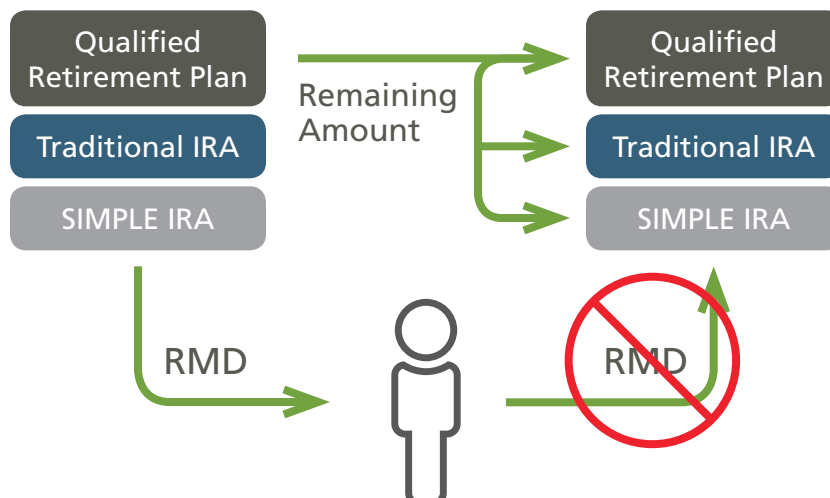 Qualified
Retirement Plan
Traditional IRA
SIMPLE IRA
Remaining
Amount
Qualified
Retirement Plan
Traditional IRA
SIMPLE IRA
RMD
RMD